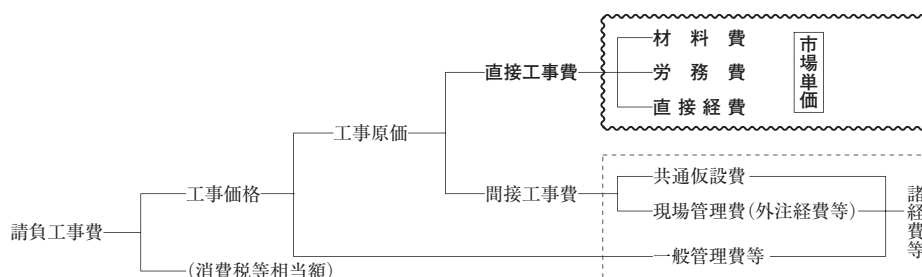 材料費
労務費
直接経費
市場単価
直接工事費
工事原価
共通仮設費
間接工事費
工事価格
現場管理費(外注経費等)
諸経費等
請負工事費
一般管理費等
(消費税等相当額)